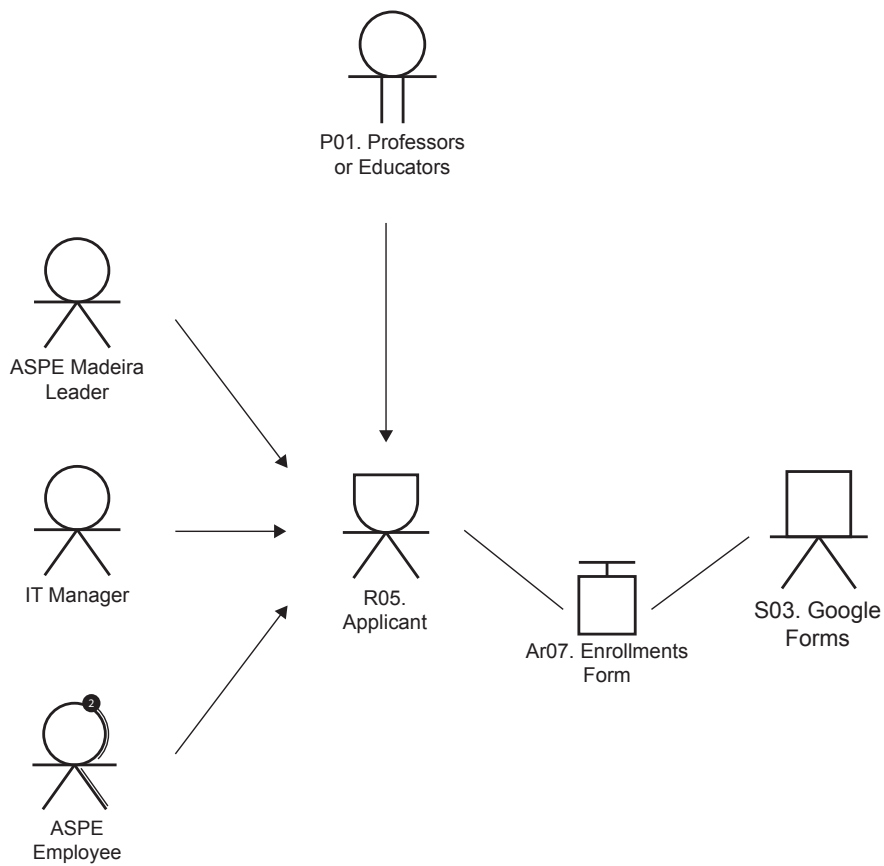 P01. Professors
or Educators
ASPE Madeira
Leader
IT Manager
R05.
Applicant
Ar07. Enrollments
Form
S03. Google
Forms
2
ASPE
Employee